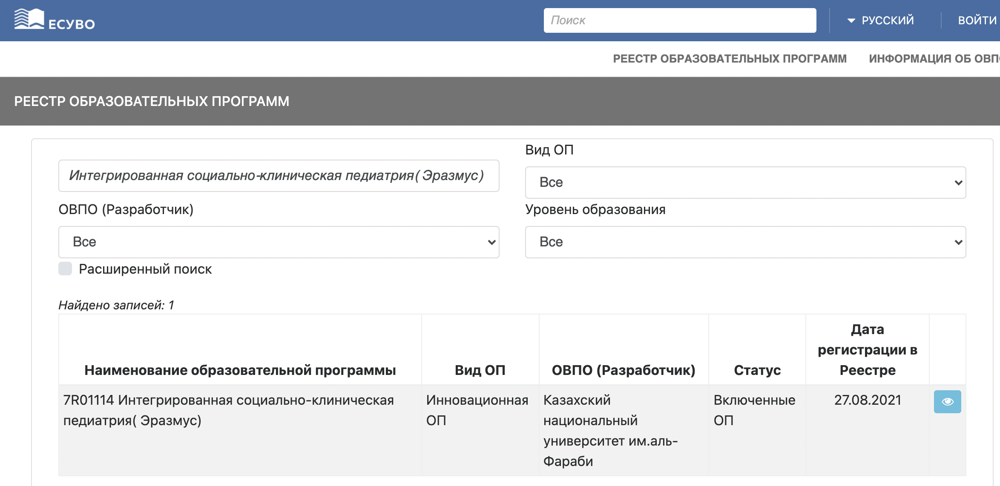 ЕСУВО
Поиск
РУССКИЙ
ВОЙТИ
РЕЕСТР ОБРАЗОВАТЕЛЬНЫХ ПРОГРАММ
ИНФОРМАЦИЯ ОБ
РЕЕСТР ОБРАЗОВАТЕЛЬНЫХ ПРОГРАММ
Интегрированная социально-клиническая педиатрия( Эразмус)
Вид ОП
Все
ОВПО (Разработчик)
Все
Уровень образования
Все
Расширенный поиск
Найдено записей: 1
Наименование образовательной программы
Вид ОП
ОВПО (Разработчик)
Статус
Дата
регистрации в
Реестре
7R01114 Интегрированная социально-клиническая
педиатрия( Эразмус)
Инновационная
ОП
Казахский
национальный
университет им.аль-
Фараби
Включенные
ОП
27.08.2021